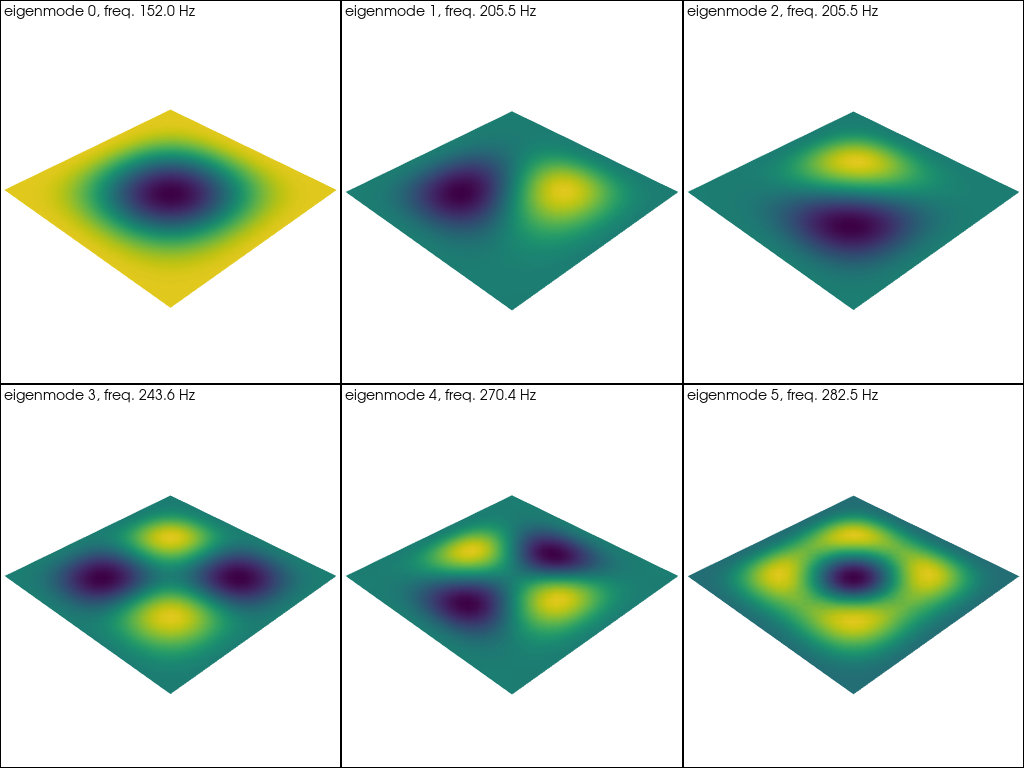 eigenmode 0, freq. 152.0 Hz
eigenmode 1, freq. 205.5 Hz
eigenmode 2, freq. 205.5 Hz
eigenmode 3, freq. 243.6 Hz
eigenmode 4, freq. 270.4 Hz
eigenmode 5, freq. 282.5 Hz